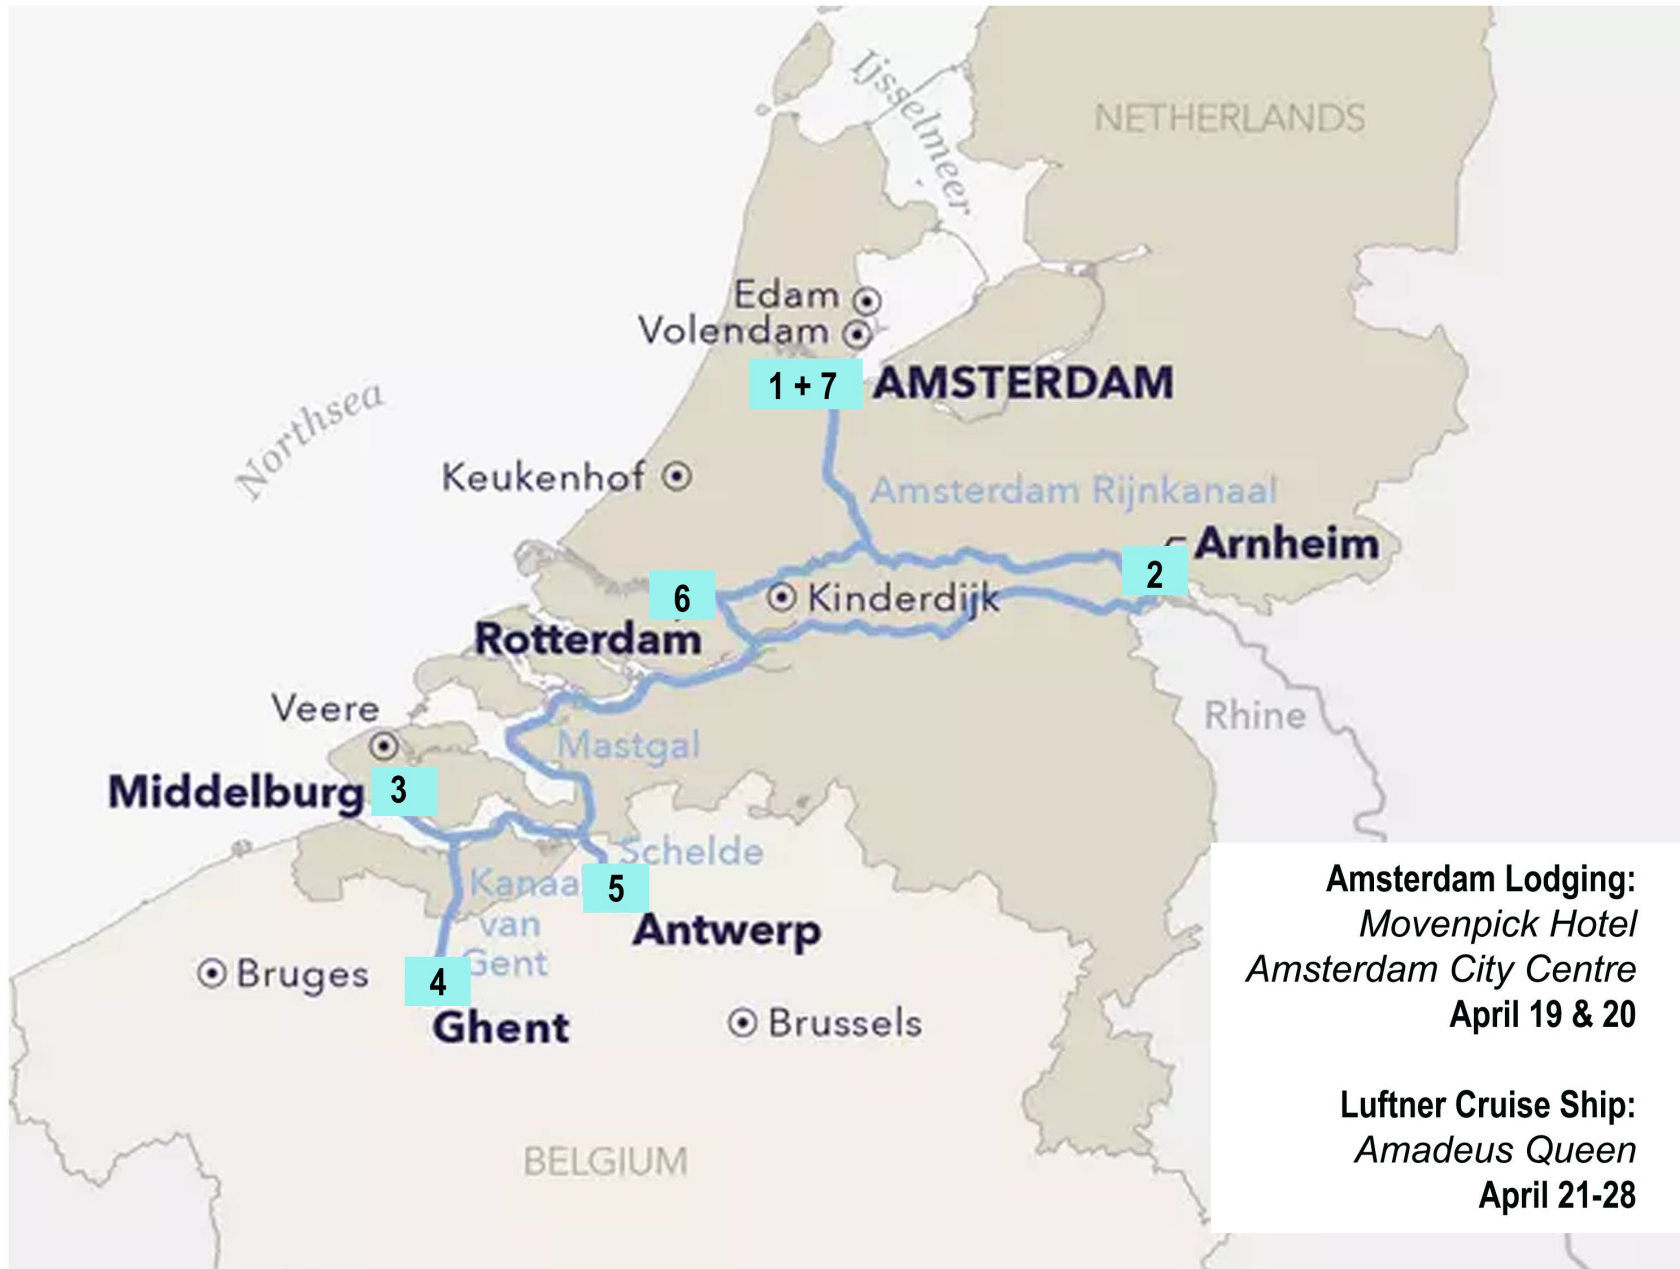 Ijsselmeer
NETHERLANDS
Edam
Volendam
1 + 7 AMSTERDAM
Northsea
Keukenhof
Amsterdam Rijnkanaal
Arnheim
2
6
Kinderdijk
Rotterdam
Veere
Rhine
Mastgal
Middelburg 3
Schelde
Kanaa
van
Gent
5
Antwerp
Bruges
4
Ghent
Brussels
BELGIUM
Amsterdam Lodging:
Movenpick Hotel
Amsterdam City Centre
April 19 & 20
Luftner Cruise Ship:
Amadeus Queen
April 21-28